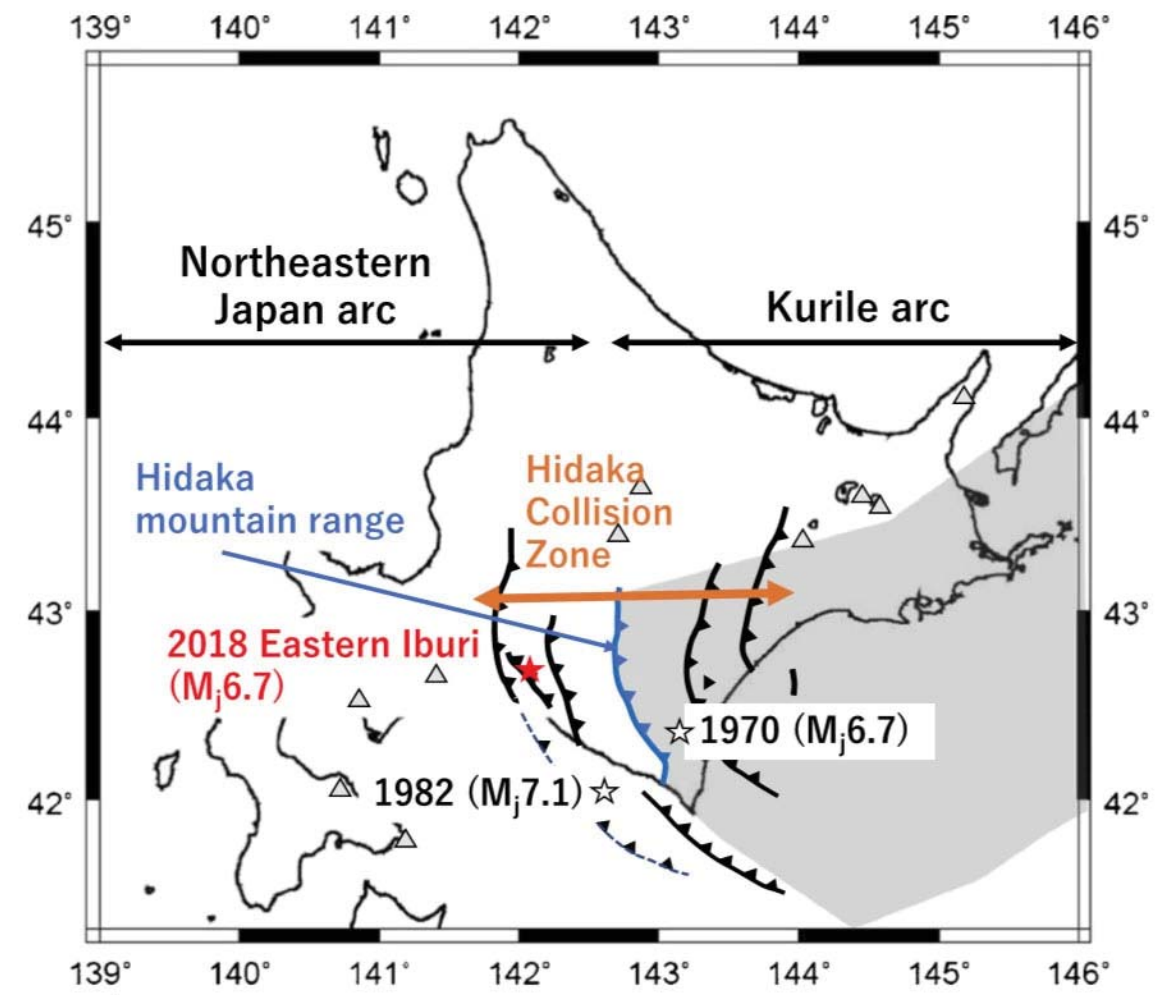 139° 140° 141° 142° 143° 144° 145° 146°
45° 45°
Northeastern
Japan arc
Kurile arc
44° 44°
Hidaka
mountain range
Hidaka
Collision
Zone
43° 43°
2018 Eastern Iburi
(Mj6.7)
1970 (Mj6.7)
1982 (Mj7.1)
42° 42°
139° 140° 141° 142° 143° 144° 145° 146°